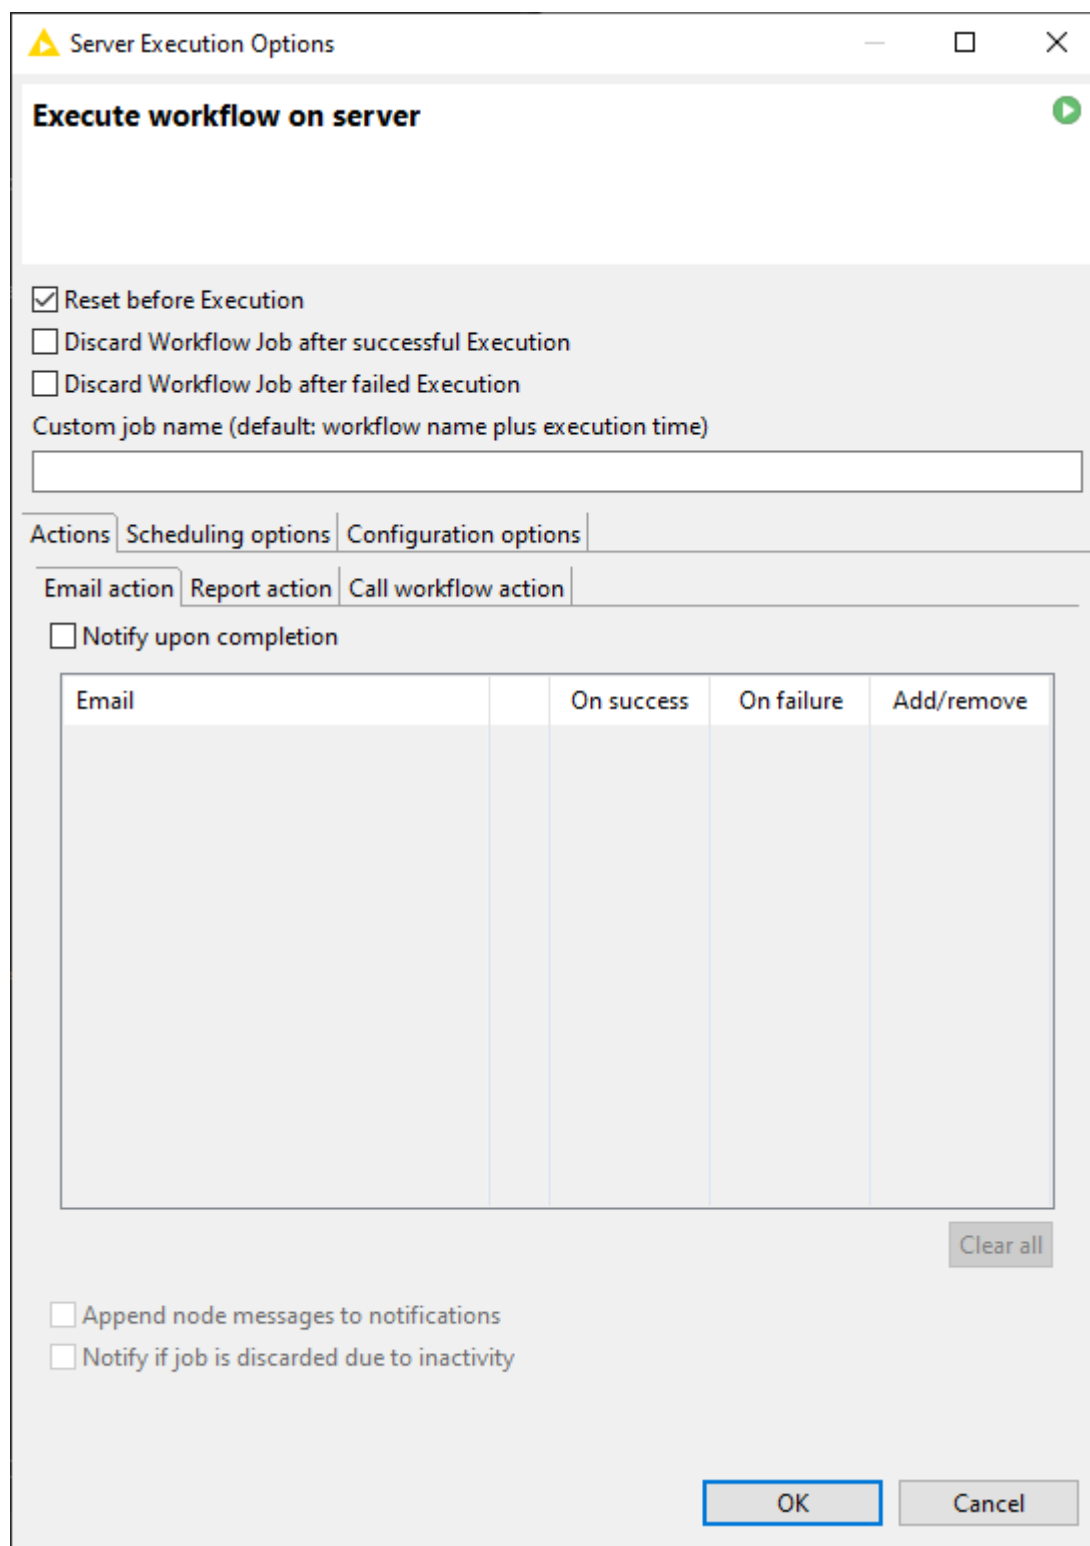 Server Execution Options
Execute workflow on server
Reset before Execution
Discard Workflow Job after successful Execution
Discard Workflow Job after failed Execution
Custom job name (default: workflow name plus execution time)
Actions Scheduling options Configuration options
Email action Report action Call workflow action
Notify upon completion
Email On success On failure Add/remove
Clear all
Append node messages to notifications
Notify if job is discarded due to inactivity
OK Cancel